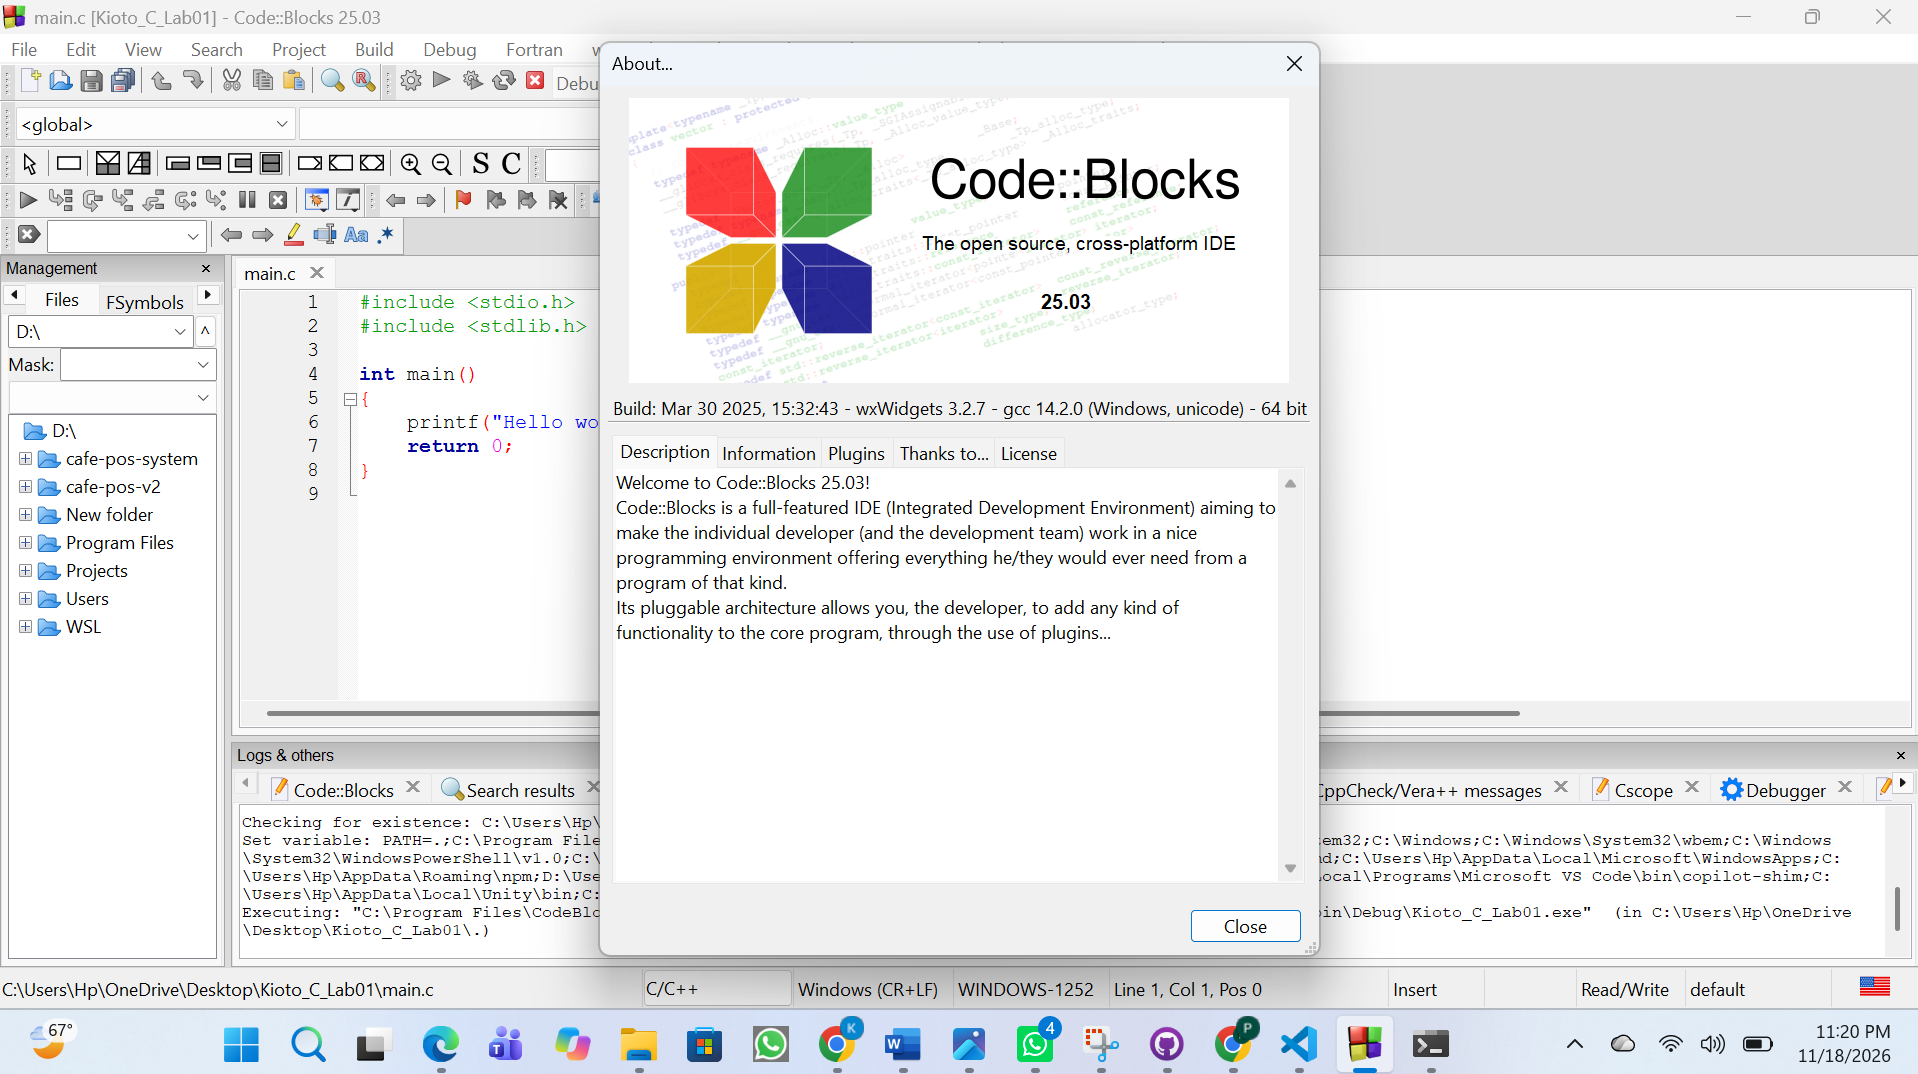 main.c [Kioto_C_Lab01] - Code::Blocks 25.03
File Edit View Search Project Build Debug Fortran
Debu
<global>
S C
Aa
Management
Files FSymbols
D:\
Mask:
D:\
cafe-pos-system
cafe-pos-v2
New folder
Program Files
Projects
Users
WSL
main.c
1 #include <stdio.h>
2 #include <stdlib.h>
3
4 int main()
5 {
6 printf("Hello wo
7 return 0;
8 }
9
About...
Code::Blocks
The open source, cross-platform IDE
25.03
Build: Mar 30 2025, 15:32:43 - wxWidgets 3.2.7 - gcc 14.2.0 (Windows, unicode) - 64 bit
Description Information Plugins Thanks to... License
Welcome to Code::Blocks 25.03!
Code::Blocks is a full-featured IDE (Integrated Development Environment) aiming to
make the individual developer (and the development team) work in a nice
programming environment offering everything he/they would ever need from a
program of that kind.
Its pluggable architecture allows you, the developer, to add any kind of
functionality to the core program, through the use of plugins...
Close
Logs & others
Code::Blocks Search results CppCheck/Vera++ messages Cscope Debugger
Checking for existence: C:\Users\Hp\
Set variable: PATH=.;C:\Program File em32;C:\Windows;C:\Windows\System32\wbem;C:\Windows
\System32\WindowsPowerShell\v1.0;C:\ nd;C:\Users\Hp\AppData\Local\Microsoft\WindowsApps;C:
\Users\Hp\AppData\Roaming\npm;D:\Use ocal\Programs\Microsoft VS Code\bin\copilot-shim;C:
\Users\Hp\AppData\Local\Unity\bin;C:
Executing: "C:\Program Files\CodeBlo in\Debug\Kioto_C_Lab01.exe" (in C:\Users\Hp\OneDrive
\Desktop\Kioto_C_Lab01\.)
C:\Users\Hp\OneDrive\Desktop\Kioto_C_Lab01\main.c C/C++ Windows (CR+LF) WINDOWS-1252 Line 1, Col 1, Pos 0 Insert Read/Write default
67°
K
4
P
11:20 PM
11/18/2026